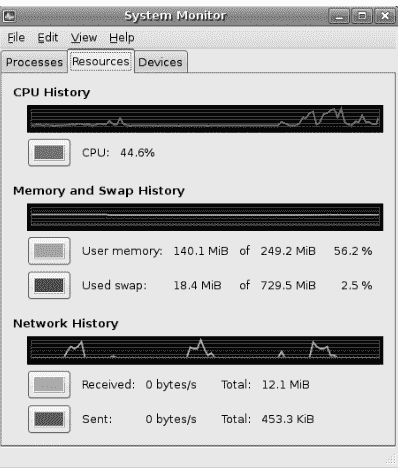 System Monitor
File Edit View Help
Processes Resources Devices
CPU History
CPU: 44.6%
Memory and Swap History
User memory: 140.1 MiB of 249.2 MiB 56.2 %
Used swap: 18.4 MiB of 729.5 MiB 2.5 %
Network History
Received: 0 bytes/s Total: 12.1 MiB
Sent: 0 bytes/s Total: 453.3 KiB